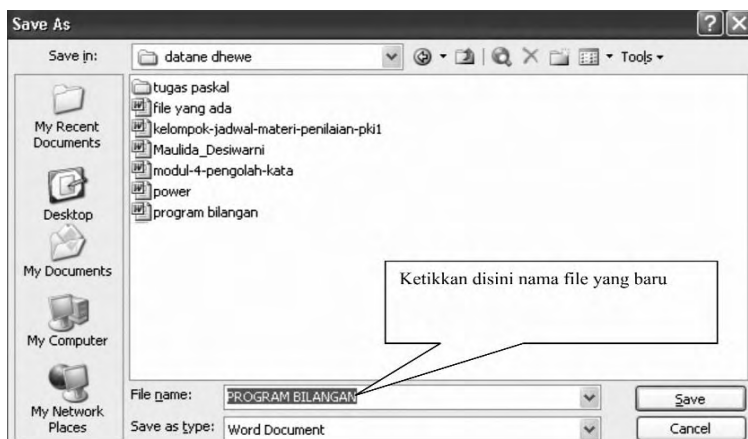 Save As
Save in:
datane dhewe
Tools
My Recent
Documents
Desktop
My Documents
My Computer
My Network
Places
tugas paskal
file yang ada
kelompok-jadwal-materi-penilaian-pki1
Maulida_Desiwarni
modul-4-pengolah-kata
power
program bilangan
Ketikkan disini nama file yang baru
File name:
PROGRAM BILANGAN
Save
Save as type:
Word Document
Cancel